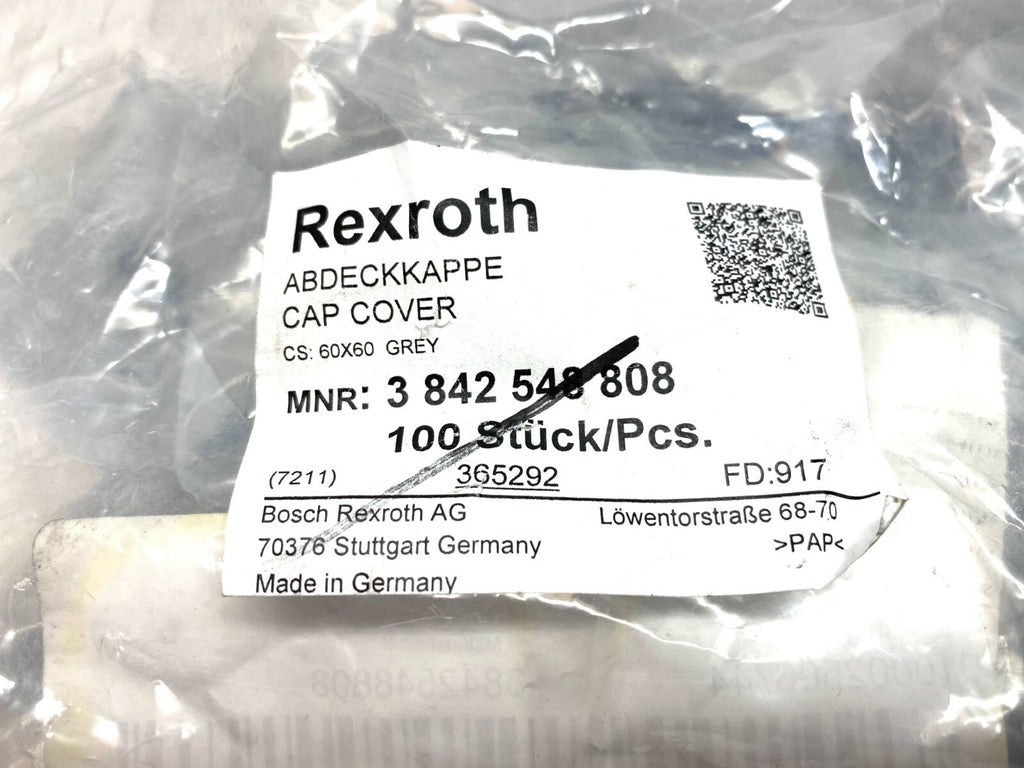 Rexroth
ABDECKKAPPE
CAP COVER
CS: 60X60 GREY
MNR: 3 842 548 808
100 Stück/Pcs.
(7211) 365292 FD:917
Bosch Rexroth AG Löwentorstraße 68-70
70376 Stuttgart Germany >PAP<
Made in Germany
3842548808